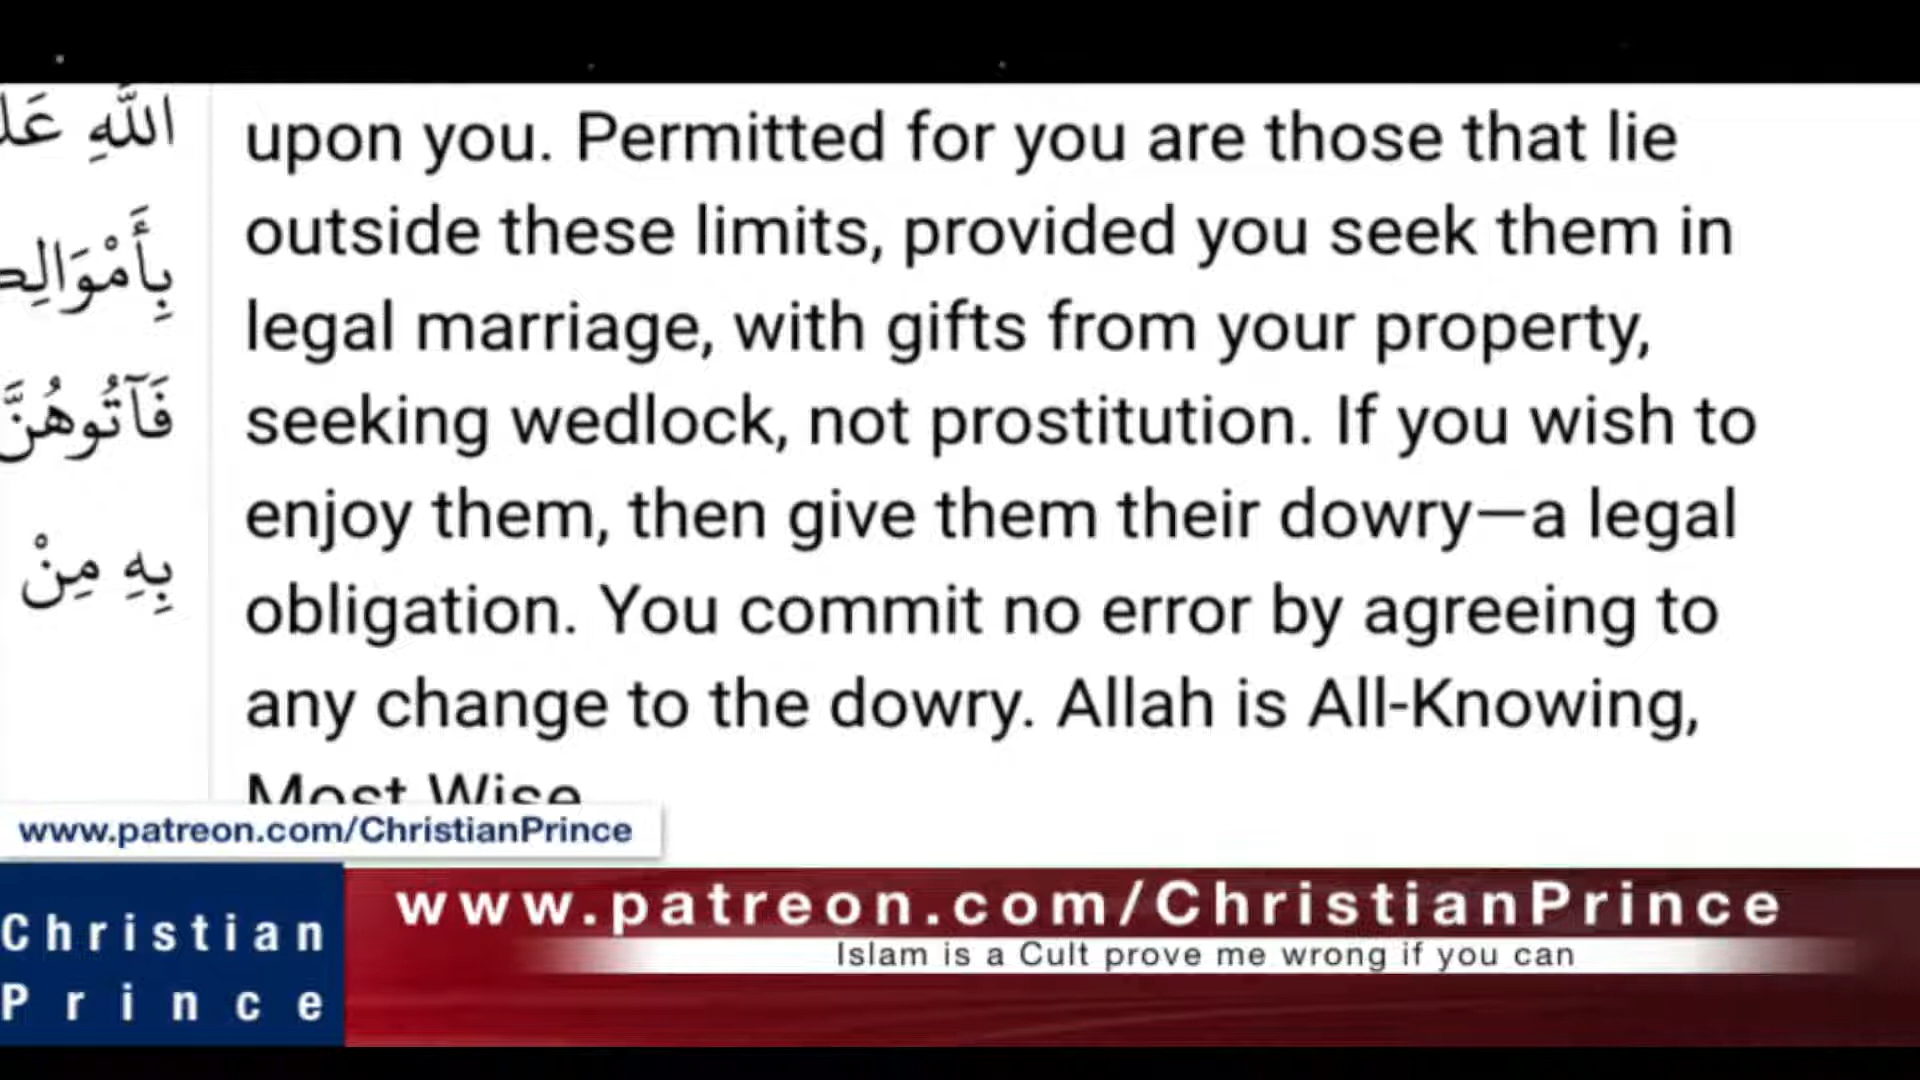 اللَّهِ
upon you. Permitted for you are those that lie
outside these limits, provided you seek them in
بِأَمْوَالِ
legal marriage, with gifts from your property,
فَآتُوهُنَّ
seeking wedlock, not prostitution. If you wish to
enjoy them, then give them their dowry—a legal
بِهِ مِنْ
obligation. You commit no error by agreeing to
any change to the dowry. Allah is All-Knowing,
Most Wise
www.patreon.com/ChristianPrince
Christian
Prince
www.patreon.com/ChristianPrince
Islam is a Cult prove me wrong if you can